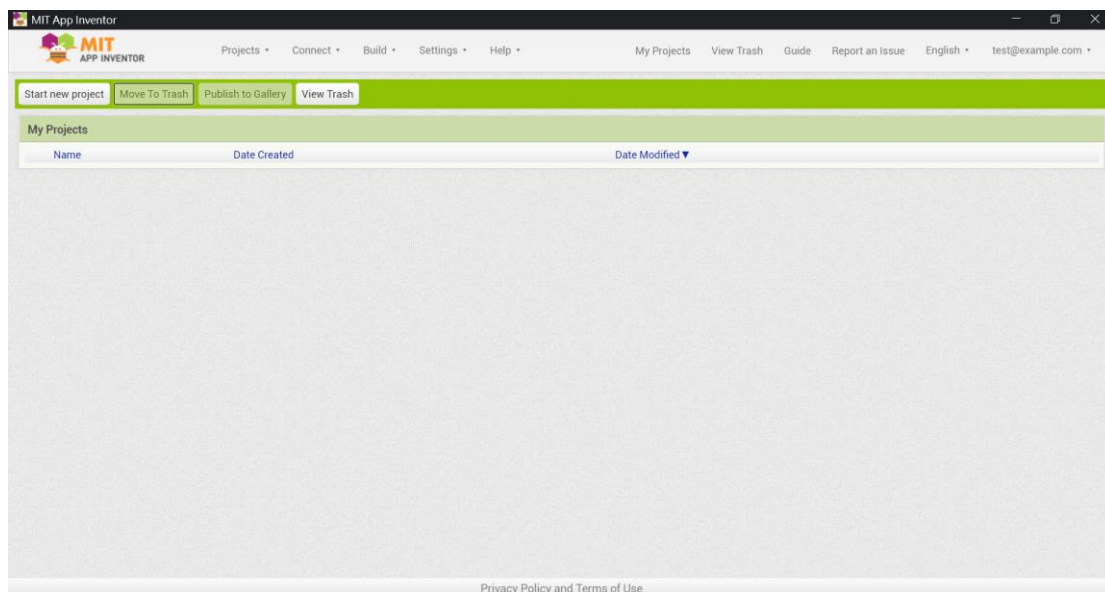 MIT App Inventor
MIT
APP INVENTOR
Projects Connect Build Settings Help My Projects View Trash Guide Report an Issue English test@example.com
Start new project Move To Trash Publish to Gallery View Trash
My Projects
Name Date Created Date Modified ▼
Privacy Policy and Terms of Use